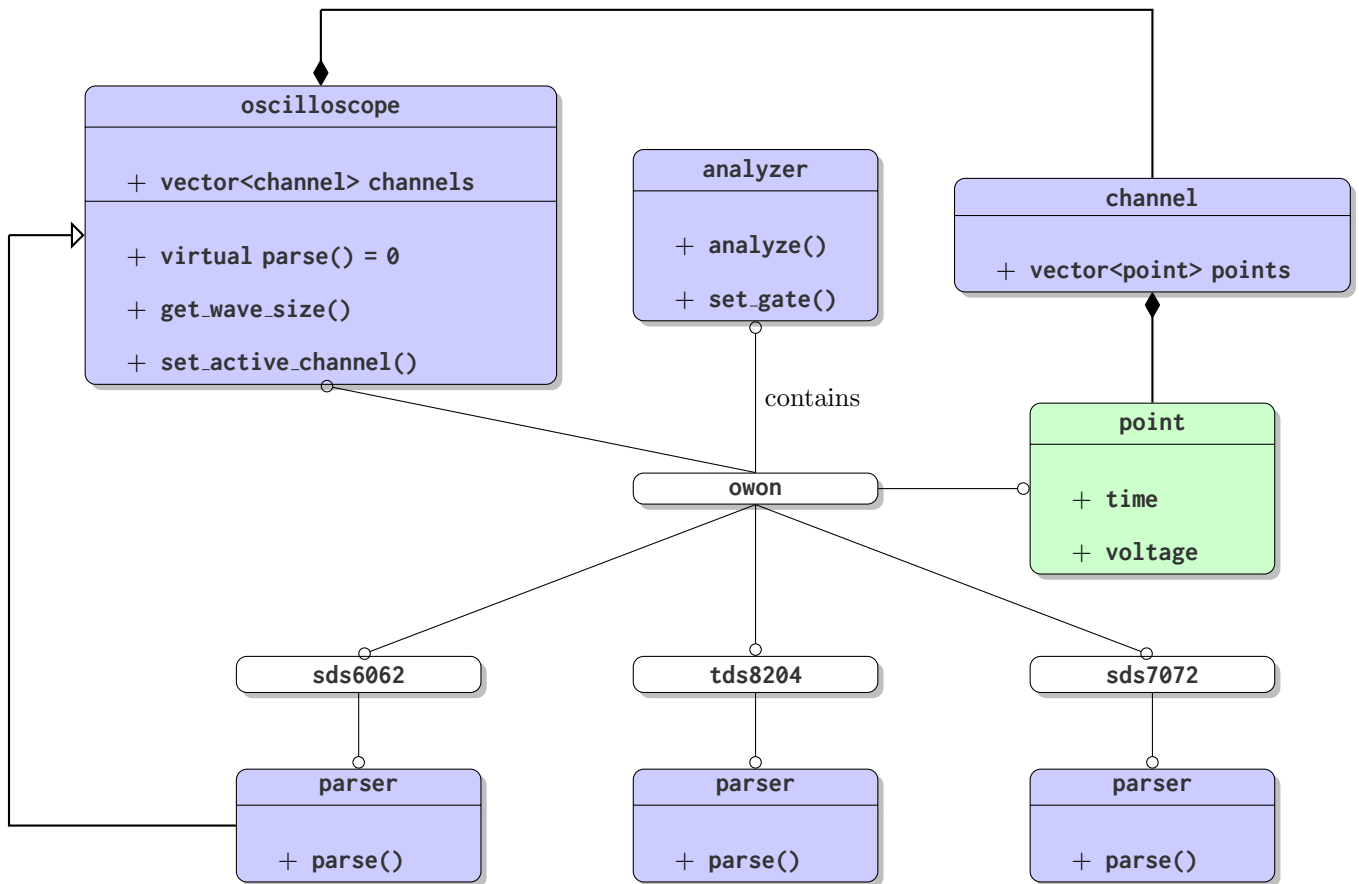 oscilloscope
+ vector<channel> channels
+ virtual parse() = 0
+ get_wave_size()
+ set_active_channel()
analyzer
+ analyze()
+ set_gate()
channel
+ vector<point> points
contains
point
+ time
+ voltage
owon
sds6062
tds8204
sds7072
parser
+ parse()
parser
+ parse()
parser
+ parse()